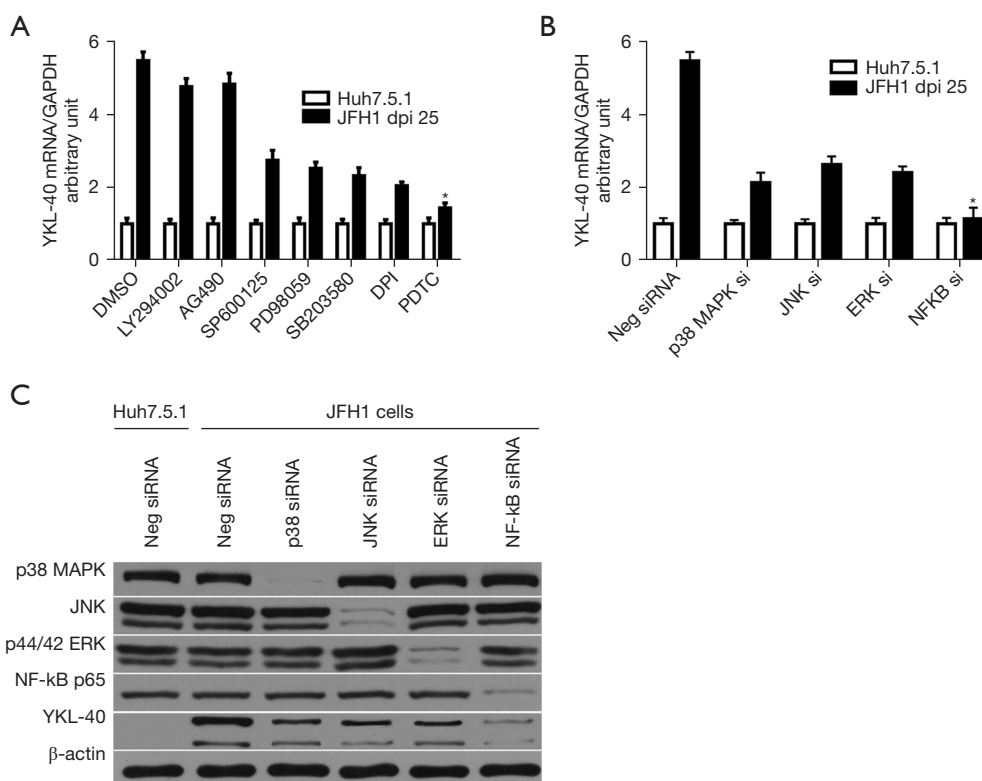 A
YKL-40 mRNA/GAPDH
arbitrary unit
6
4
2
0
Huh7.5.1
JFH1 dpi 25
*
DMSO
LY294002
AG490
SP600125
PD98059
SB203580
DPI
PDTC
B
YKL-40 mRNA/GAPDH
arbitrary unit
6
4
2
0
Huh7.5.1
JFH1 dpi 25
*
Neg siRNA
p38 MAPK si
JNK si
ERK si
NFKB si
C
Huh7.5.1
JFH1 cells
Neg siRNA
Neg siRNA
p38 siRNA
JNK siRNA
ERK siRNA
NF-kB siRNA
p38 MAPK
JNK
p44/42 ERK
NF-kB p65
YKL-40
β-actin